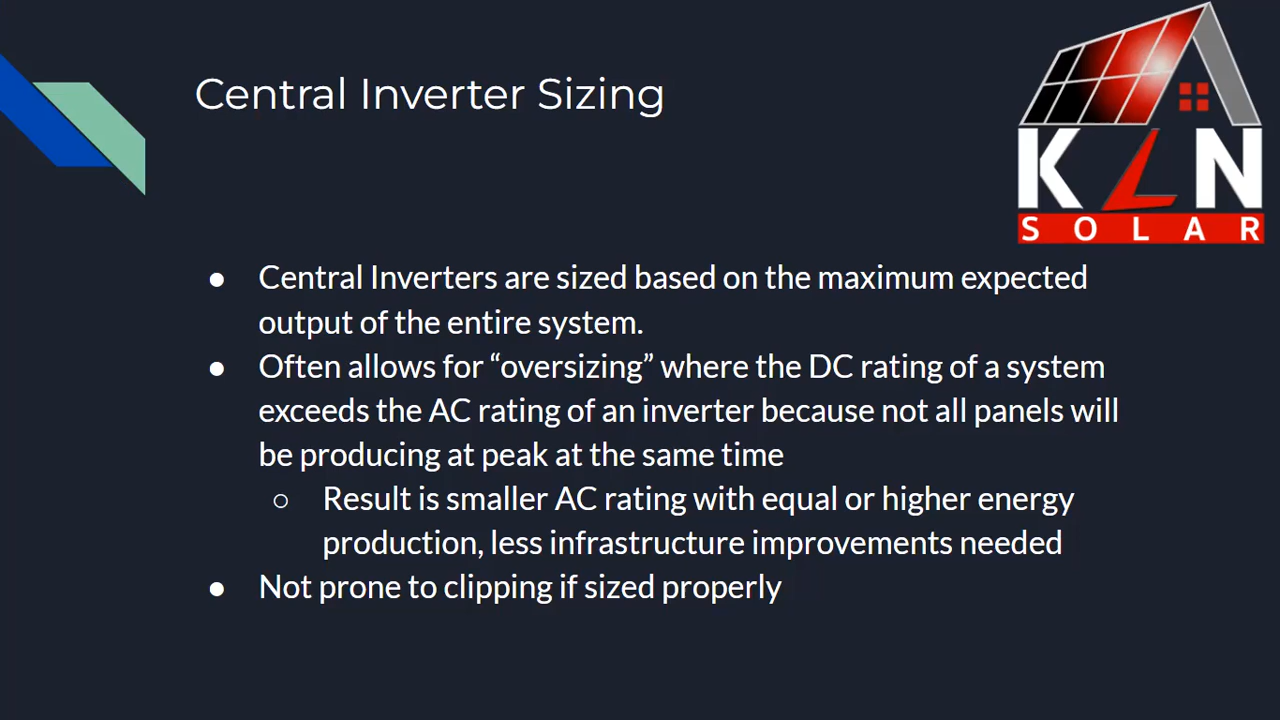 Central Inverter Sizing
KLN
SOLAR
● Central Inverters are sized based on the maximum expected
output of the entire system.
● Often allows for “oversizing” where the DC rating of a system
exceeds the AC rating of an inverter because not all panels will
be producing at peak at the same time
○ Result is smaller AC rating with equal or higher energy
production, less infrastructure improvements needed
● Not prone to clipping if sized properly